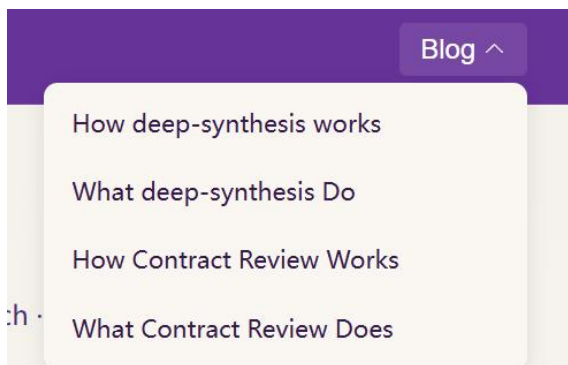 Blog
How deep-synthesis works
What deep-synthesis Do
How Contract Review Works
What Contract Review Does